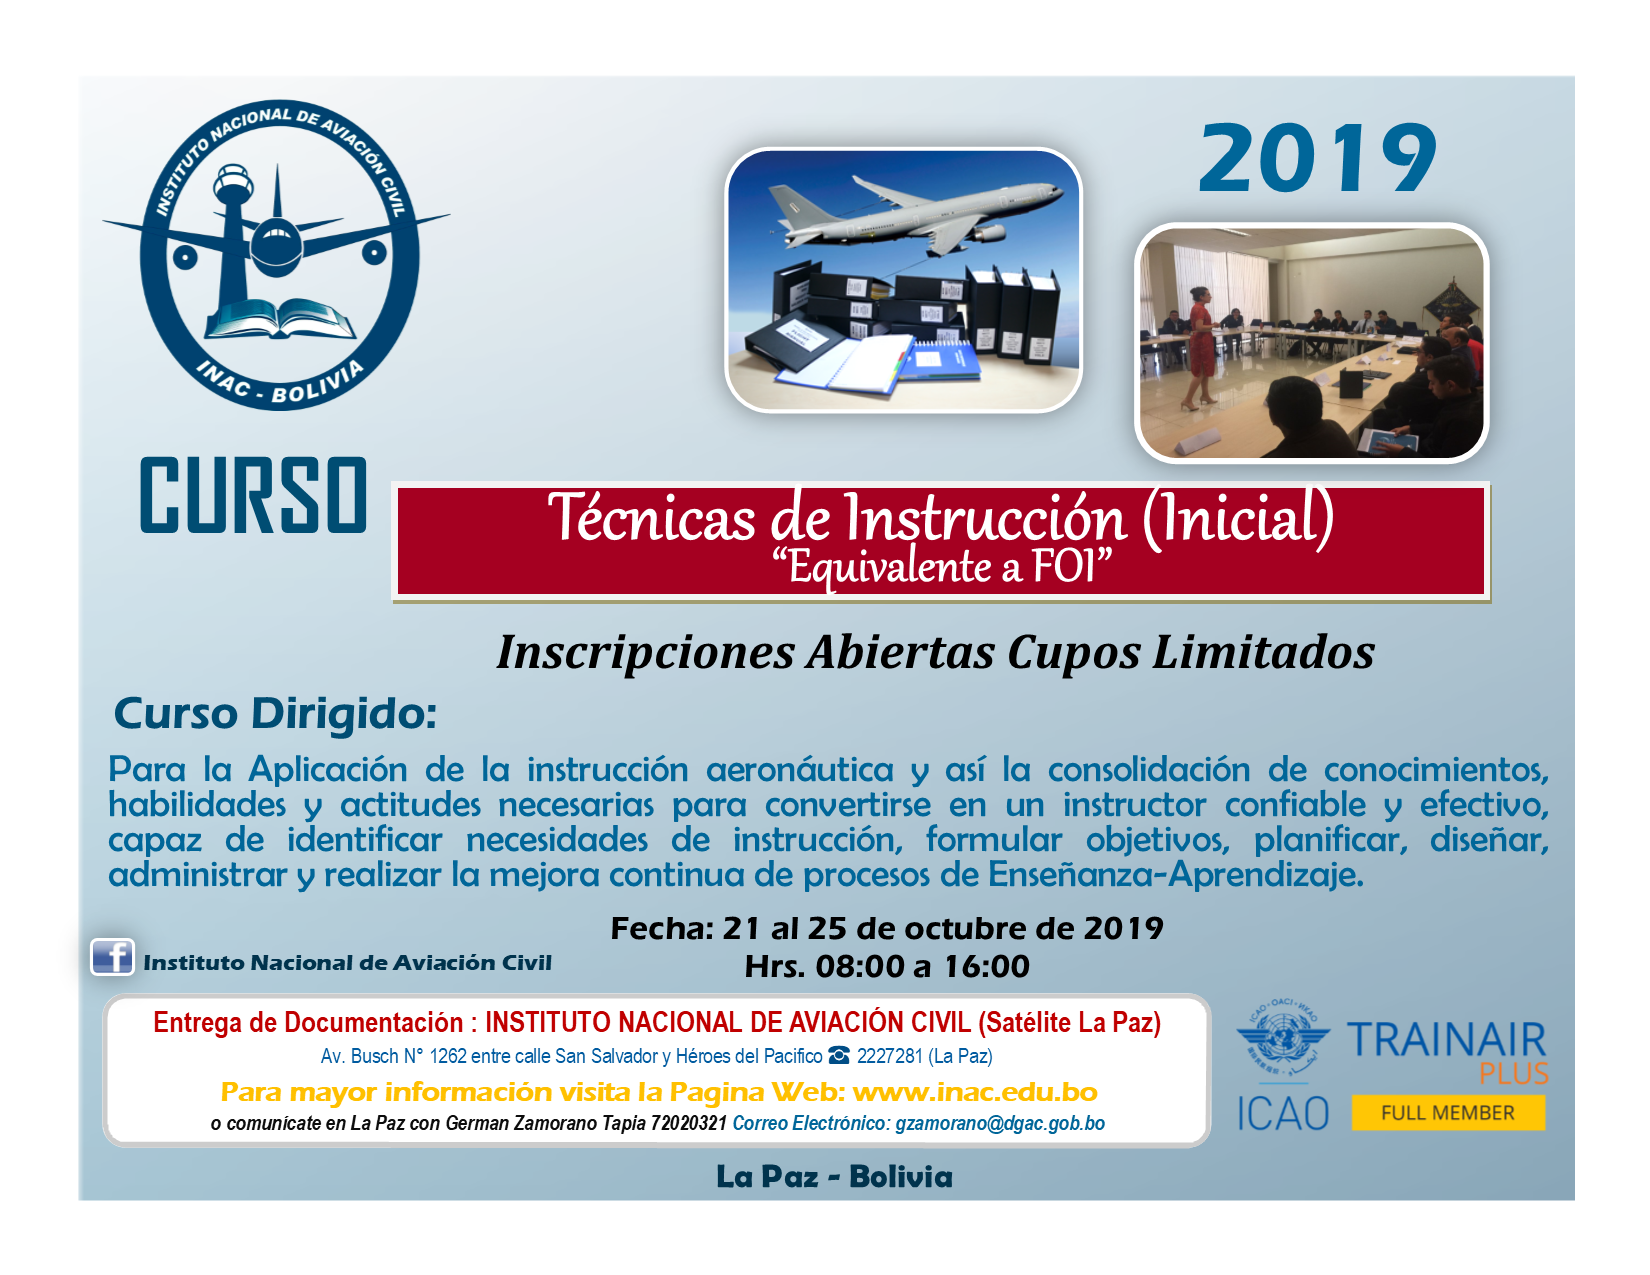 INSTITUTO NACIONAL DE AVIACIÓN CIVIL
INAC - BOLIVIA
2019
CURSO
Técnicas de Instrucción (Inicial)
“Equivalente a FOI”
Inscripciones Abiertas Cupos Limitados
Curso Dirigido:
Para la Aplicación de la instrucción aeronáutica y así la consolidación de conocimientos,
habilidades y actitudes necesarias para convertirse en un instructor confiable y efectivo,
capaz de identificar necesidades de instrucción, formular objetivos, planificar, diseñar,
administrar y realizar la mejora continua de procesos de Enseñanza-Aprendizaje.
Fecha: 21 al 25 de octubre de 2019
Hrs. 08:00 a 16:00
f Instituto Nacional de Aviación Civil
Entrega de Documentación : INSTITUTO NACIONAL DE AVIACIÓN CIVIL (Satélite La Paz)
Av. Busch N° 1262 entre calle San Salvador y Héroes del Pacifico ☎ 2227281 (La Paz)
Para mayor información visita la Pagina Web: www.inac.edu.bo
o comunícate en La Paz con German Zamorano Tapia 72020321 Correo Electrónico: gzamorano@dgac.gob.bo
ICAO · OACI · ИКАО
TRAINAIR
PLUS
ICAO
FULL MEMBER
La Paz - Bolivia